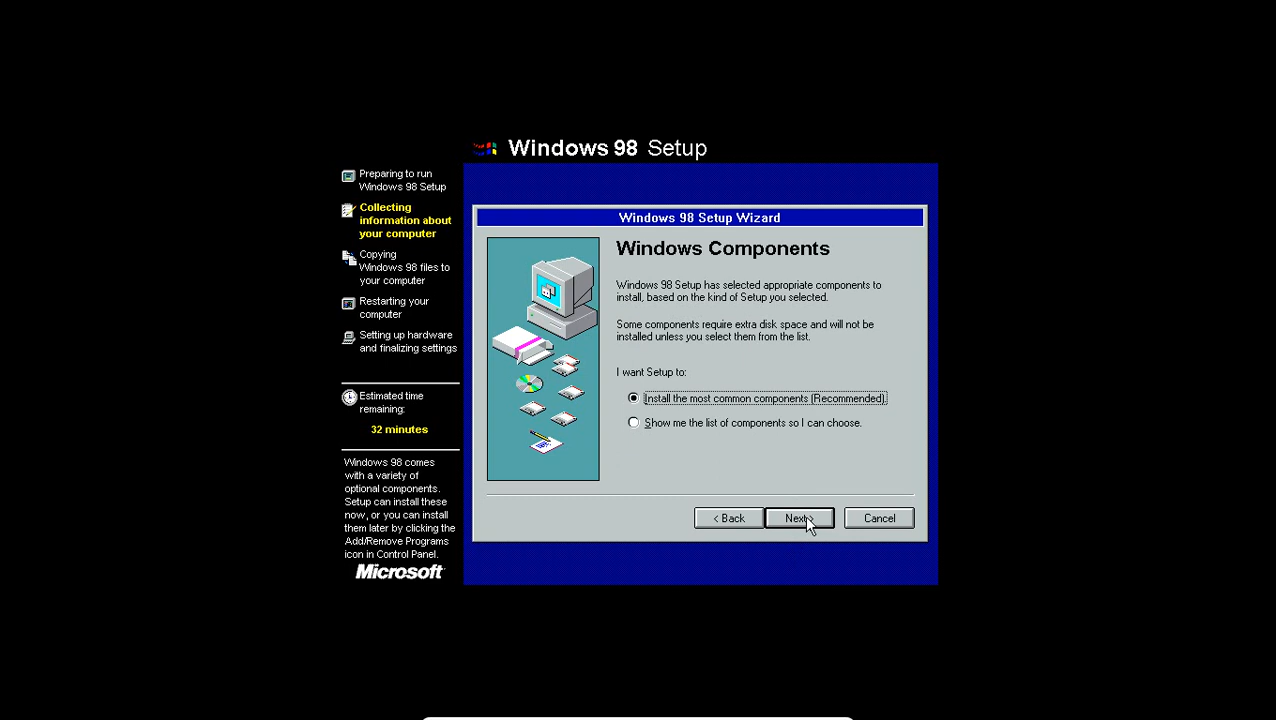 Windows 98 Setup
Preparing to run
Windows 98 Setup
Collecting
information about
your computer
Copying
Windows 98 files to
your computer
Restarting your
computer
Setting up hardware
and finalizing settings
Estimated time
remaining:
32 minutes
Windows 98 comes
with a variety of
optional components.
Setup can install these
now, or you can install
them later by clicking the
Add/Remove Programs
icon in Control Panel.
Microsoft
Windows 98 Setup Wizard
Windows Components
Windows 98 Setup has selected appropriate components to
install, based on the kind of Setup you selected.
Some components require extra disk space and will not be
installed unless you select them from the list.
I want Setup to:
Install the most common components (Recommended).
Show me the list of components so I can choose.
< Back
Next >
Cancel